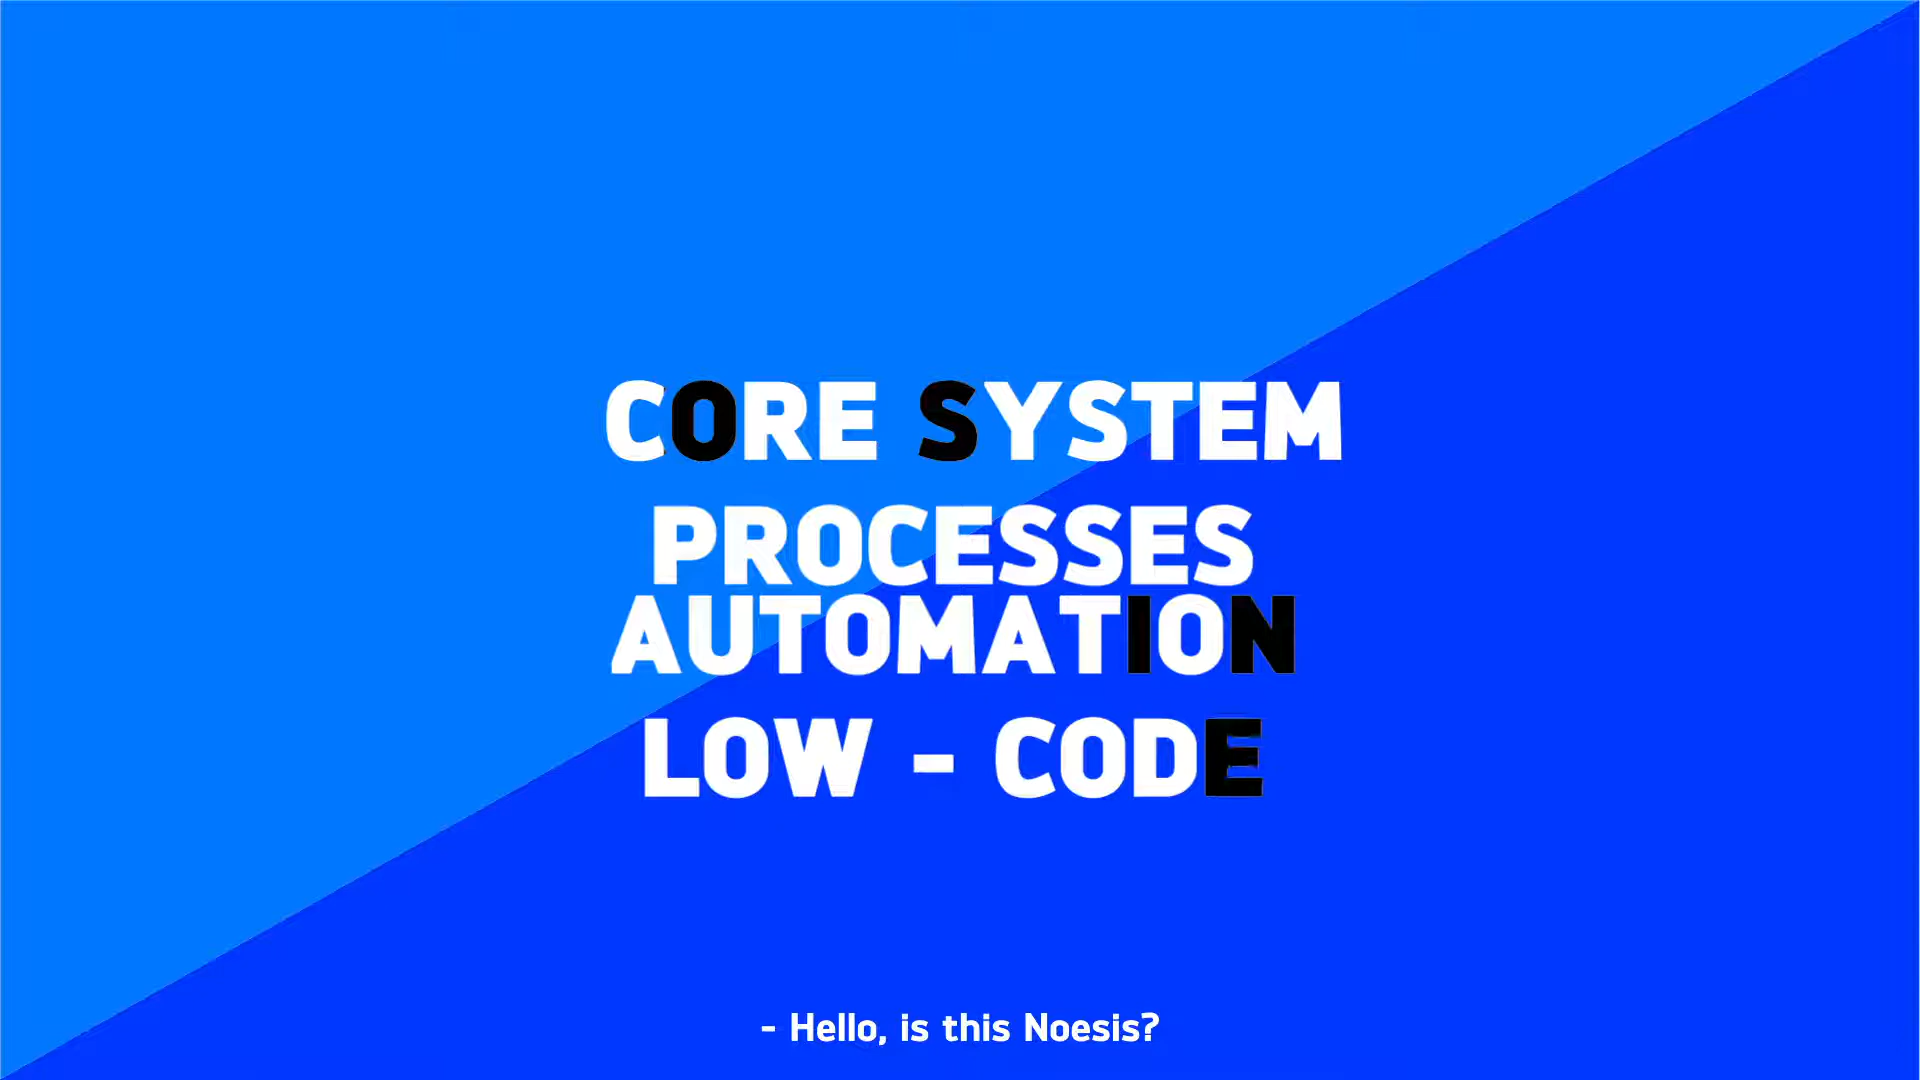 CORE SYSTEM
PROCESSES
AUTOMATION
LOW - CODE
- Hello, is this Noesis?